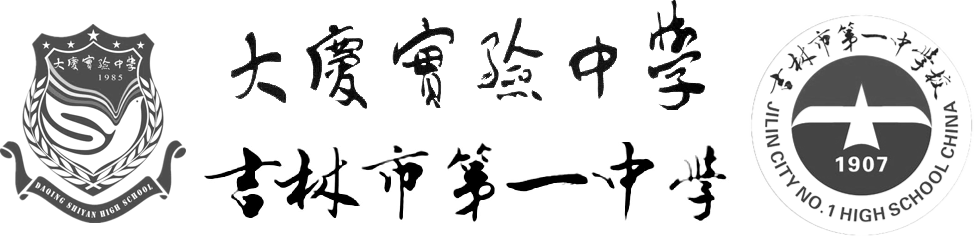 大慶實驗中學
1985
DAQING SHIYAN HIGH SCHOOL
大慶實驗中學
吉林市第一中学
吉林市第一中学校
1907
JILIN CITY NO.1 HIGH SCHOOL CHINA